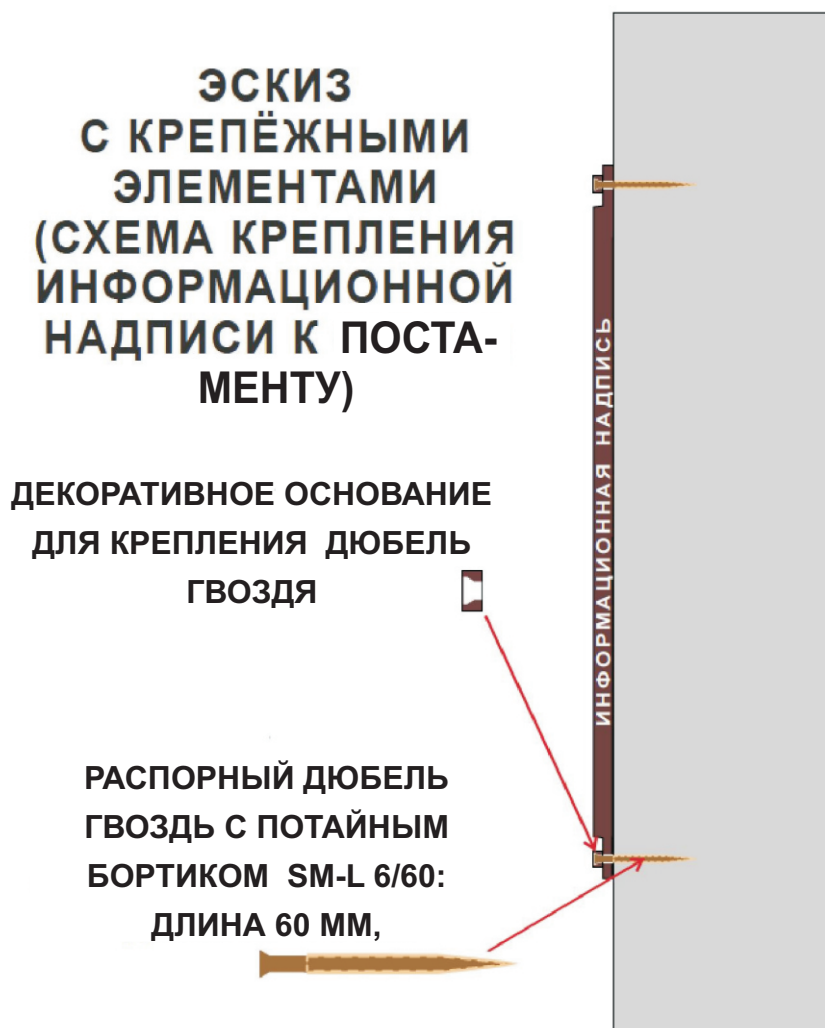 ЭСКИЗ
С КРЕПЁЖНЫМИ
ЭЛЕМЕНТАМИ
(СХЕМА КРЕПЛЕНИЯ
ИНФОРМАЦИОННОЙ
НАДПИСИ К ПОСТА-
МЕНТУ)
ДЕКОРАТИВНОЕ ОСНОВАНИЕ
ДЛЯ КРЕПЛЕНИЯ ДЮБЕЛЬ
ГВОЗДЯ
РАСПОРНЫЙ ДЮБЕЛЬ
ГВОЗДЬ С ПОТАЙНЫМ
БОРТИКОМ SM-L 6/60:
ДЛИНА 60 ММ,
ИНФОРМАЦИОННАЯ НАДПИСЬ